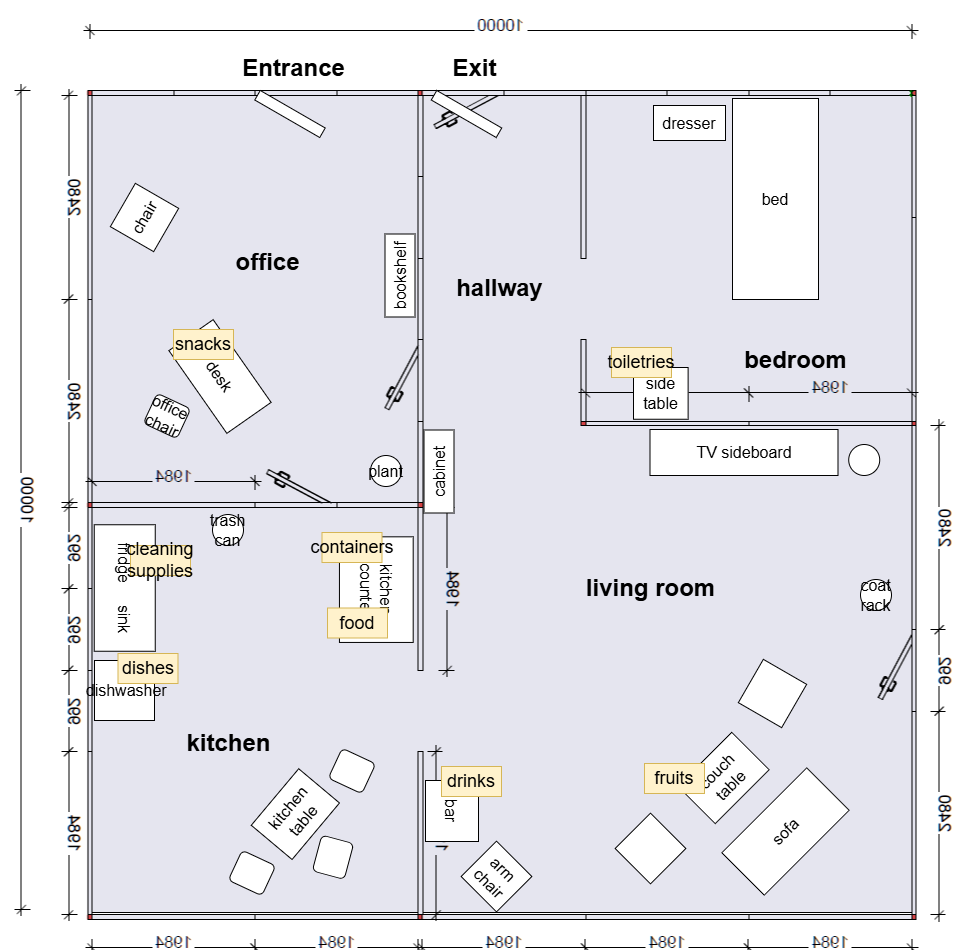 10000
Entrance
Exit
dresser
bed
2480
chair
office
bookshelf
hallway
snacks
desk
toiletries
bedroom
side
table
1984
2480
office
chair
TV sideboard
plant
cabinet
1984
10000
trash
can
cleaning
supplies
fridge
sink
containers
kitchen
counte
food
992
992
992
1984
living room
coat
rack
2480
992
2480
dishes
dishwasher
kitchen
kitchen
table
drinks
bar
arm
chair
fruits
couch
table
sofa
1984
1984
1984
1984
1984
1984